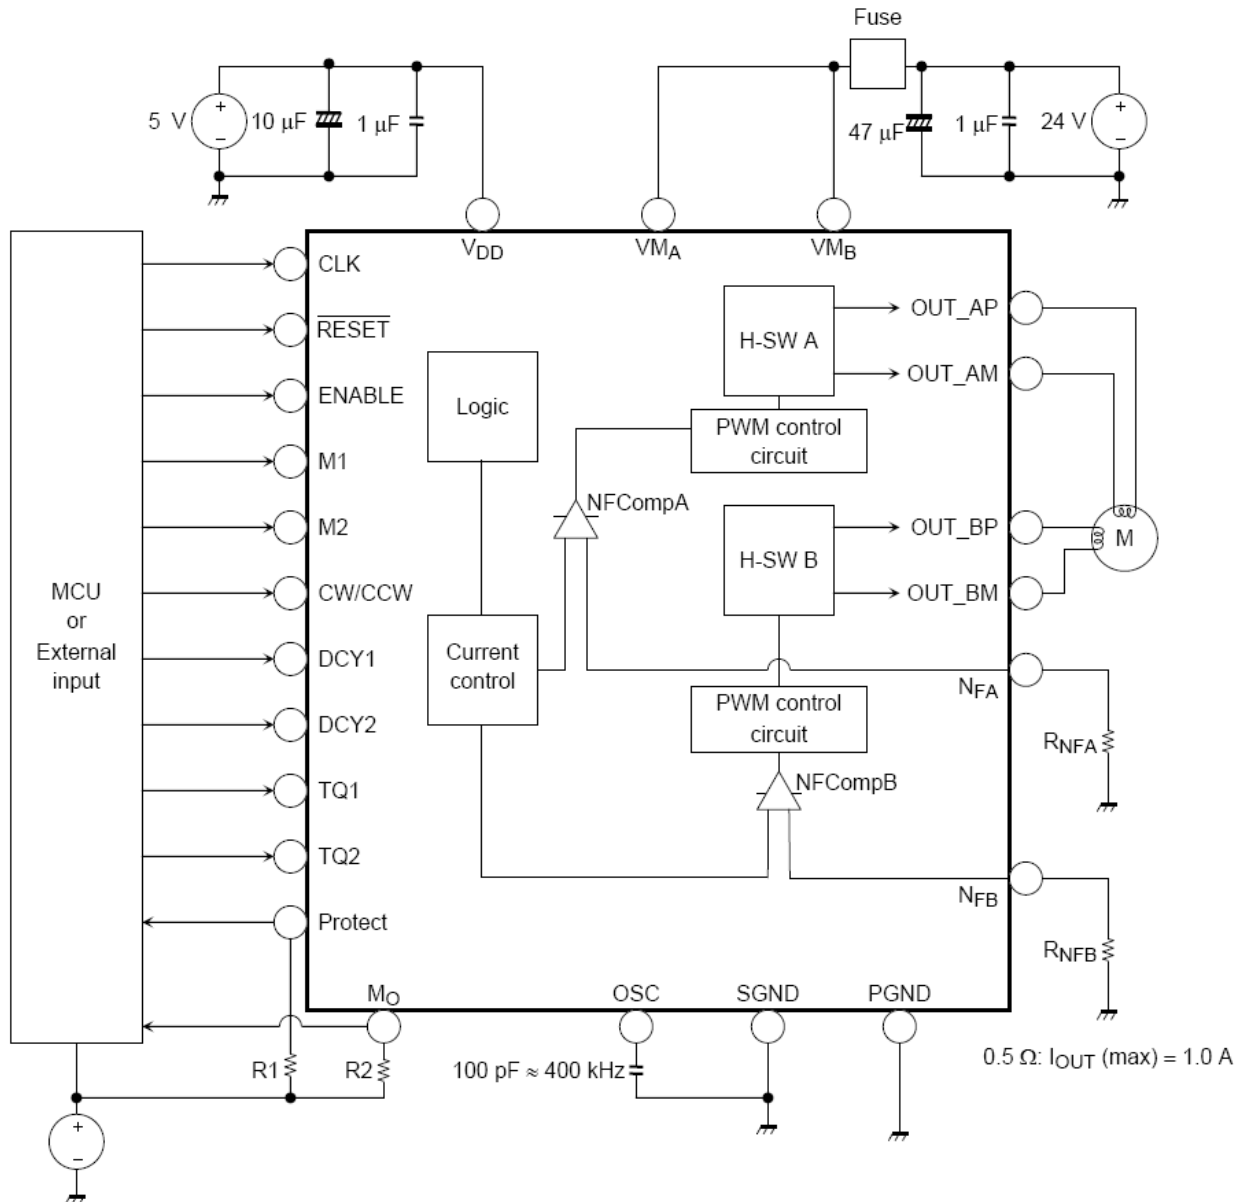 Fuse
5 V
+
−
10 μF
1 μF
47 μF
1 μF
24 V
+
−
VDD
VMA
VMB
CLK
RESET
ENABLE
M1
M2
CW/CCW
DCY1
DCY2
TQ1
TQ2
Protect
MCU
or
External
input
Logic
Current
control
NFCompA
H-SW A
PWM control
circuit
H-SW B
PWM control
circuit
NFCompB
OUT_AP
OUT_AM
OUT_BP
OUT_BM
M
NFA
RNFA
NFB
RNFB
MO
OSC
SGND
PGND
R1
R2
100 pF ≈ 400 kHz
0.5 Ω: IOUT (max) = 1.0 A
+
−